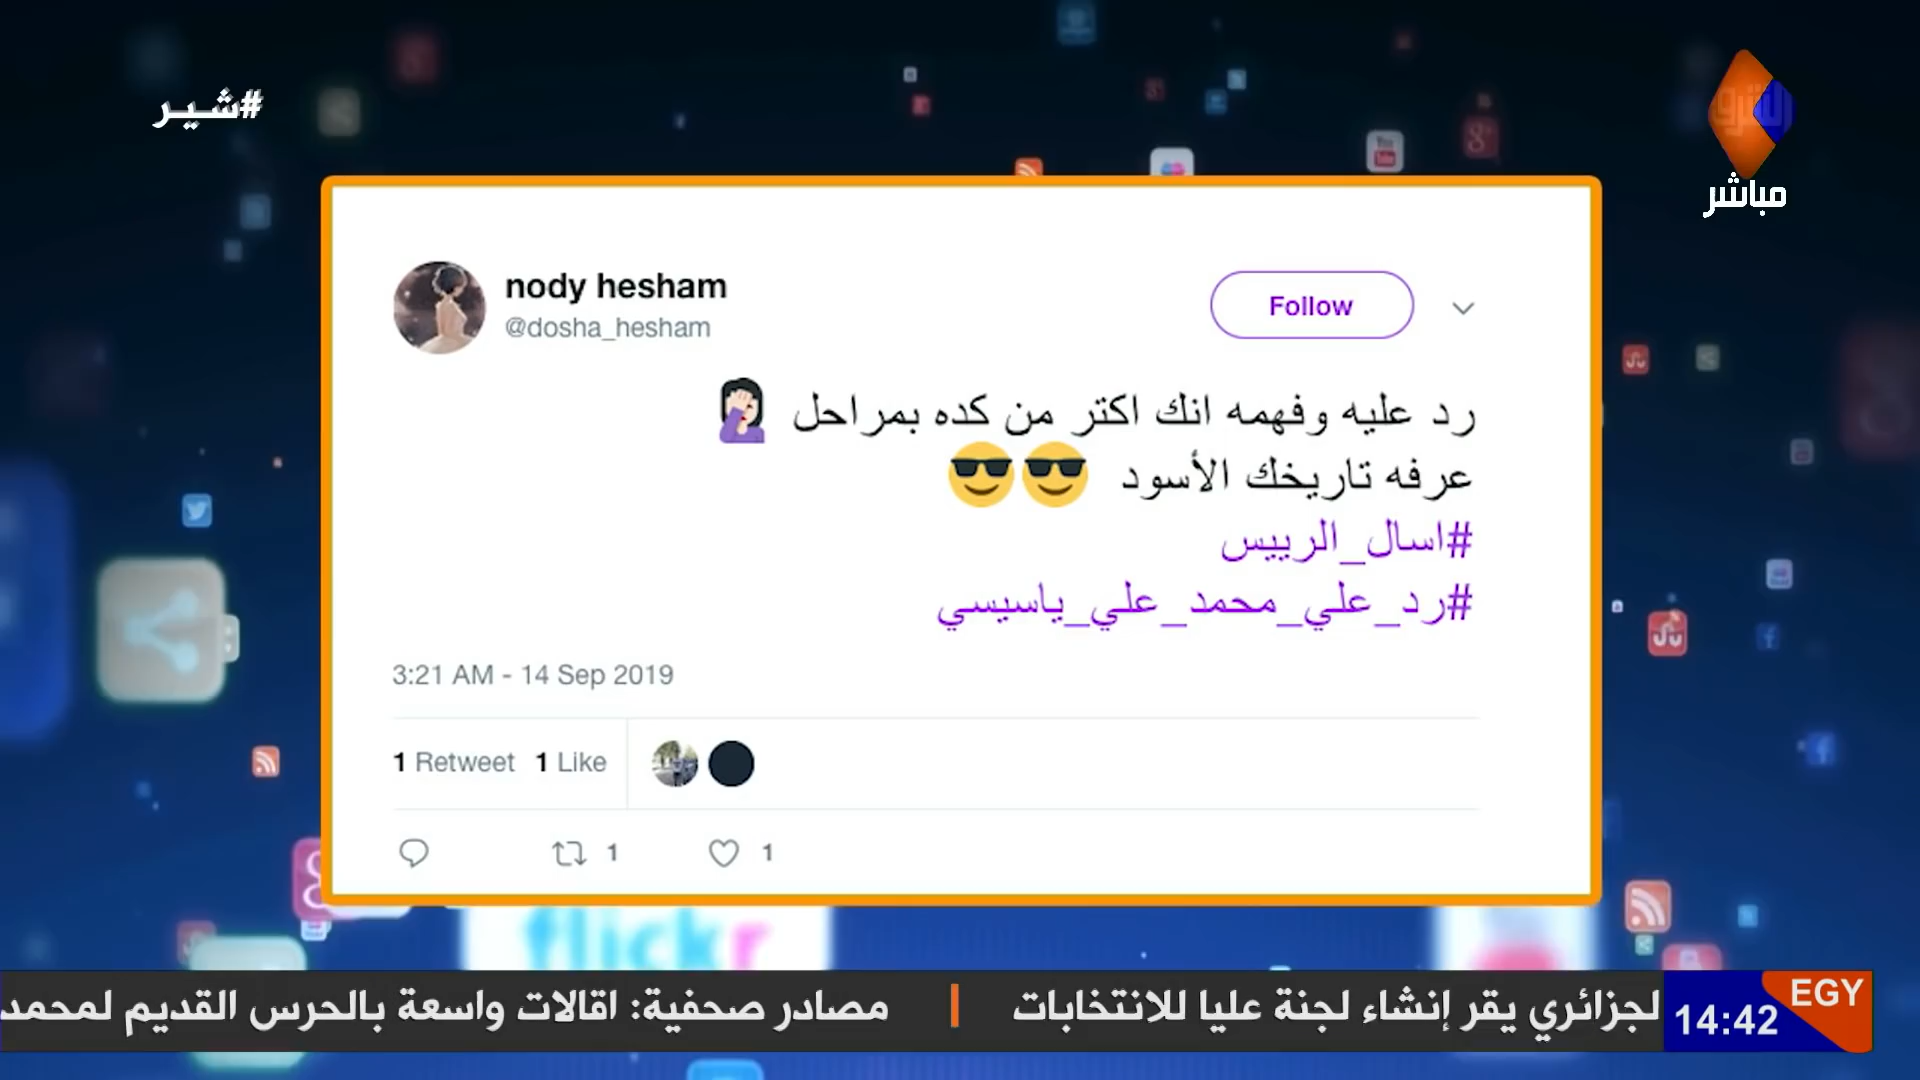 #شير
الشرق
مباشر
nody hesham
@dosha_hesham
Follow
رد عليه وفهمه انك اكتر من كده بمراحل 🤦🏻‍♀️
عرفه تاريخك الأسود 😎😎
#اسال_الرييس
#رد_علي_محمد_علي_ياسيسي
3:21 AM - 14 Sep 2019
1 Retweet 1 Like
1 1
flickr
لجزائري يقر إنشاء لجنة عليا للانتخابات | مصادر صحفية: اقالات واسعة بالحرس القديم لمحمد
EGY
14:42